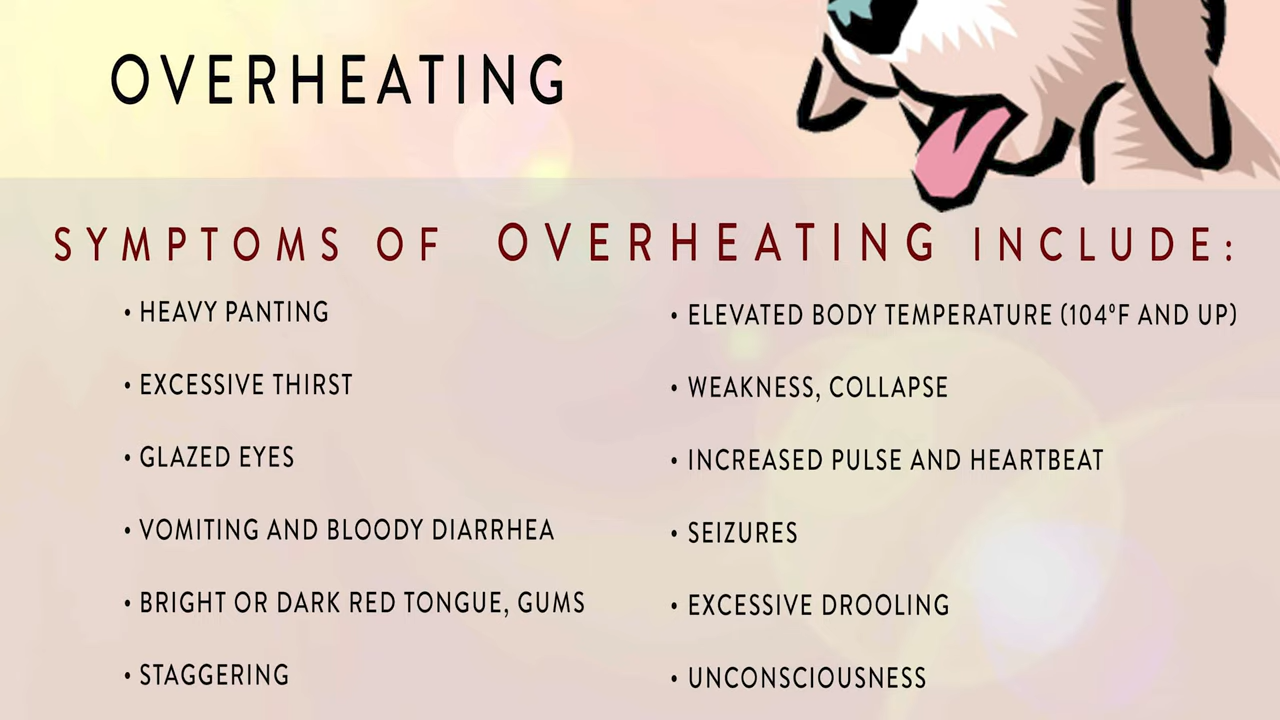 OVERHEATING
SYMPTOMS OF OVERHEATING INCLUDE:
• HEAVY PANTING
• EXCESSIVE THIRST
• GLAZED EYES
• VOMITING AND BLOODY DIARRHEA
• BRIGHT OR DARK RED TONGUE, GUMS
• STAGGERING
• ELEVATED BODY TEMPERATURE (104ºF AND UP)
• WEAKNESS, COLLAPSE
• INCREASED PULSE AND HEARTBEAT
• SEIZURES
• EXCESSIVE DROOLING
• UNCONSCIOUSNESS